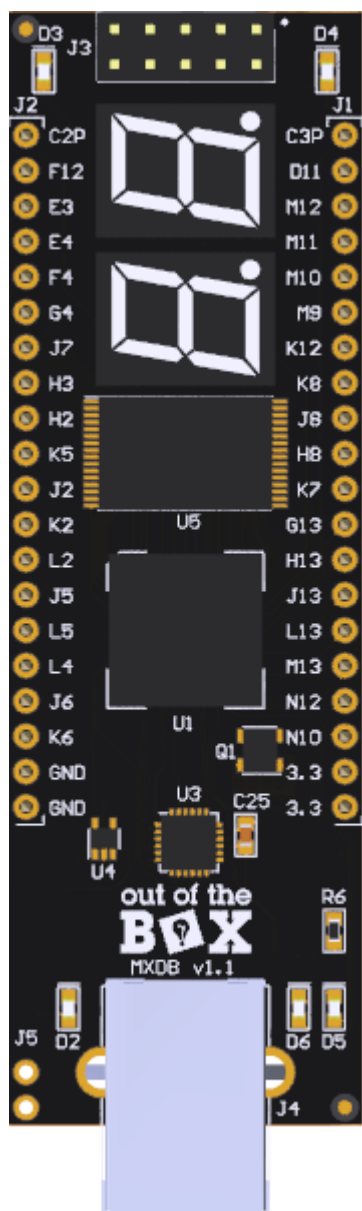 D3
J3
D4
J2
J1
C2P
C3P
F12
D11
E3
M12
E4
M11
F4
M10
G4
M9
J7
K12
H3
K8
H2
J8
K5
H8
J2
K7
K2
G13
U5
L2
H13
J5
J13
L5
L13
L4
M13
J6
N12
U1
K6
Q1
N10
GND
3.3
U3
C25
GND
3.3
U4
out of the
BOX
R6
MXDB v1.1
J5
D2
D6
D5
J4